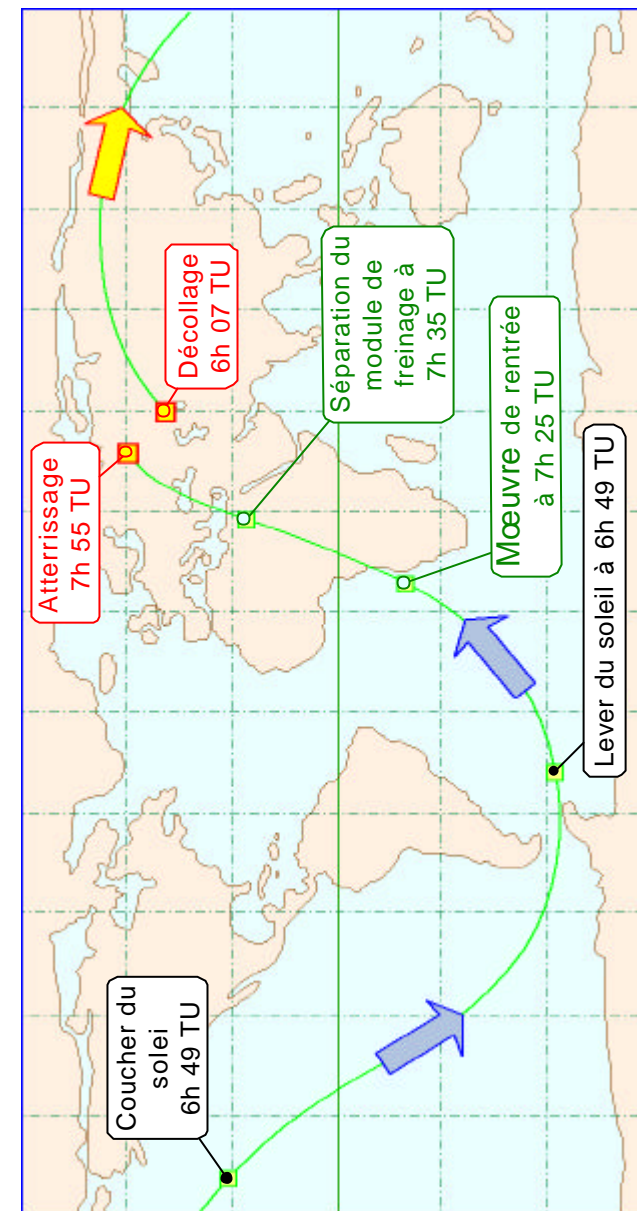 Coucher du
solei
6h 49 TU
Atterrissage
7h 55 TU
Décollage
6h 07 TU
Séparation du
module de
freinage à
7h 35 TU
Mœuvre de rentrée
à 7h 25 TU
Lever du soleil à 6h 49 TU